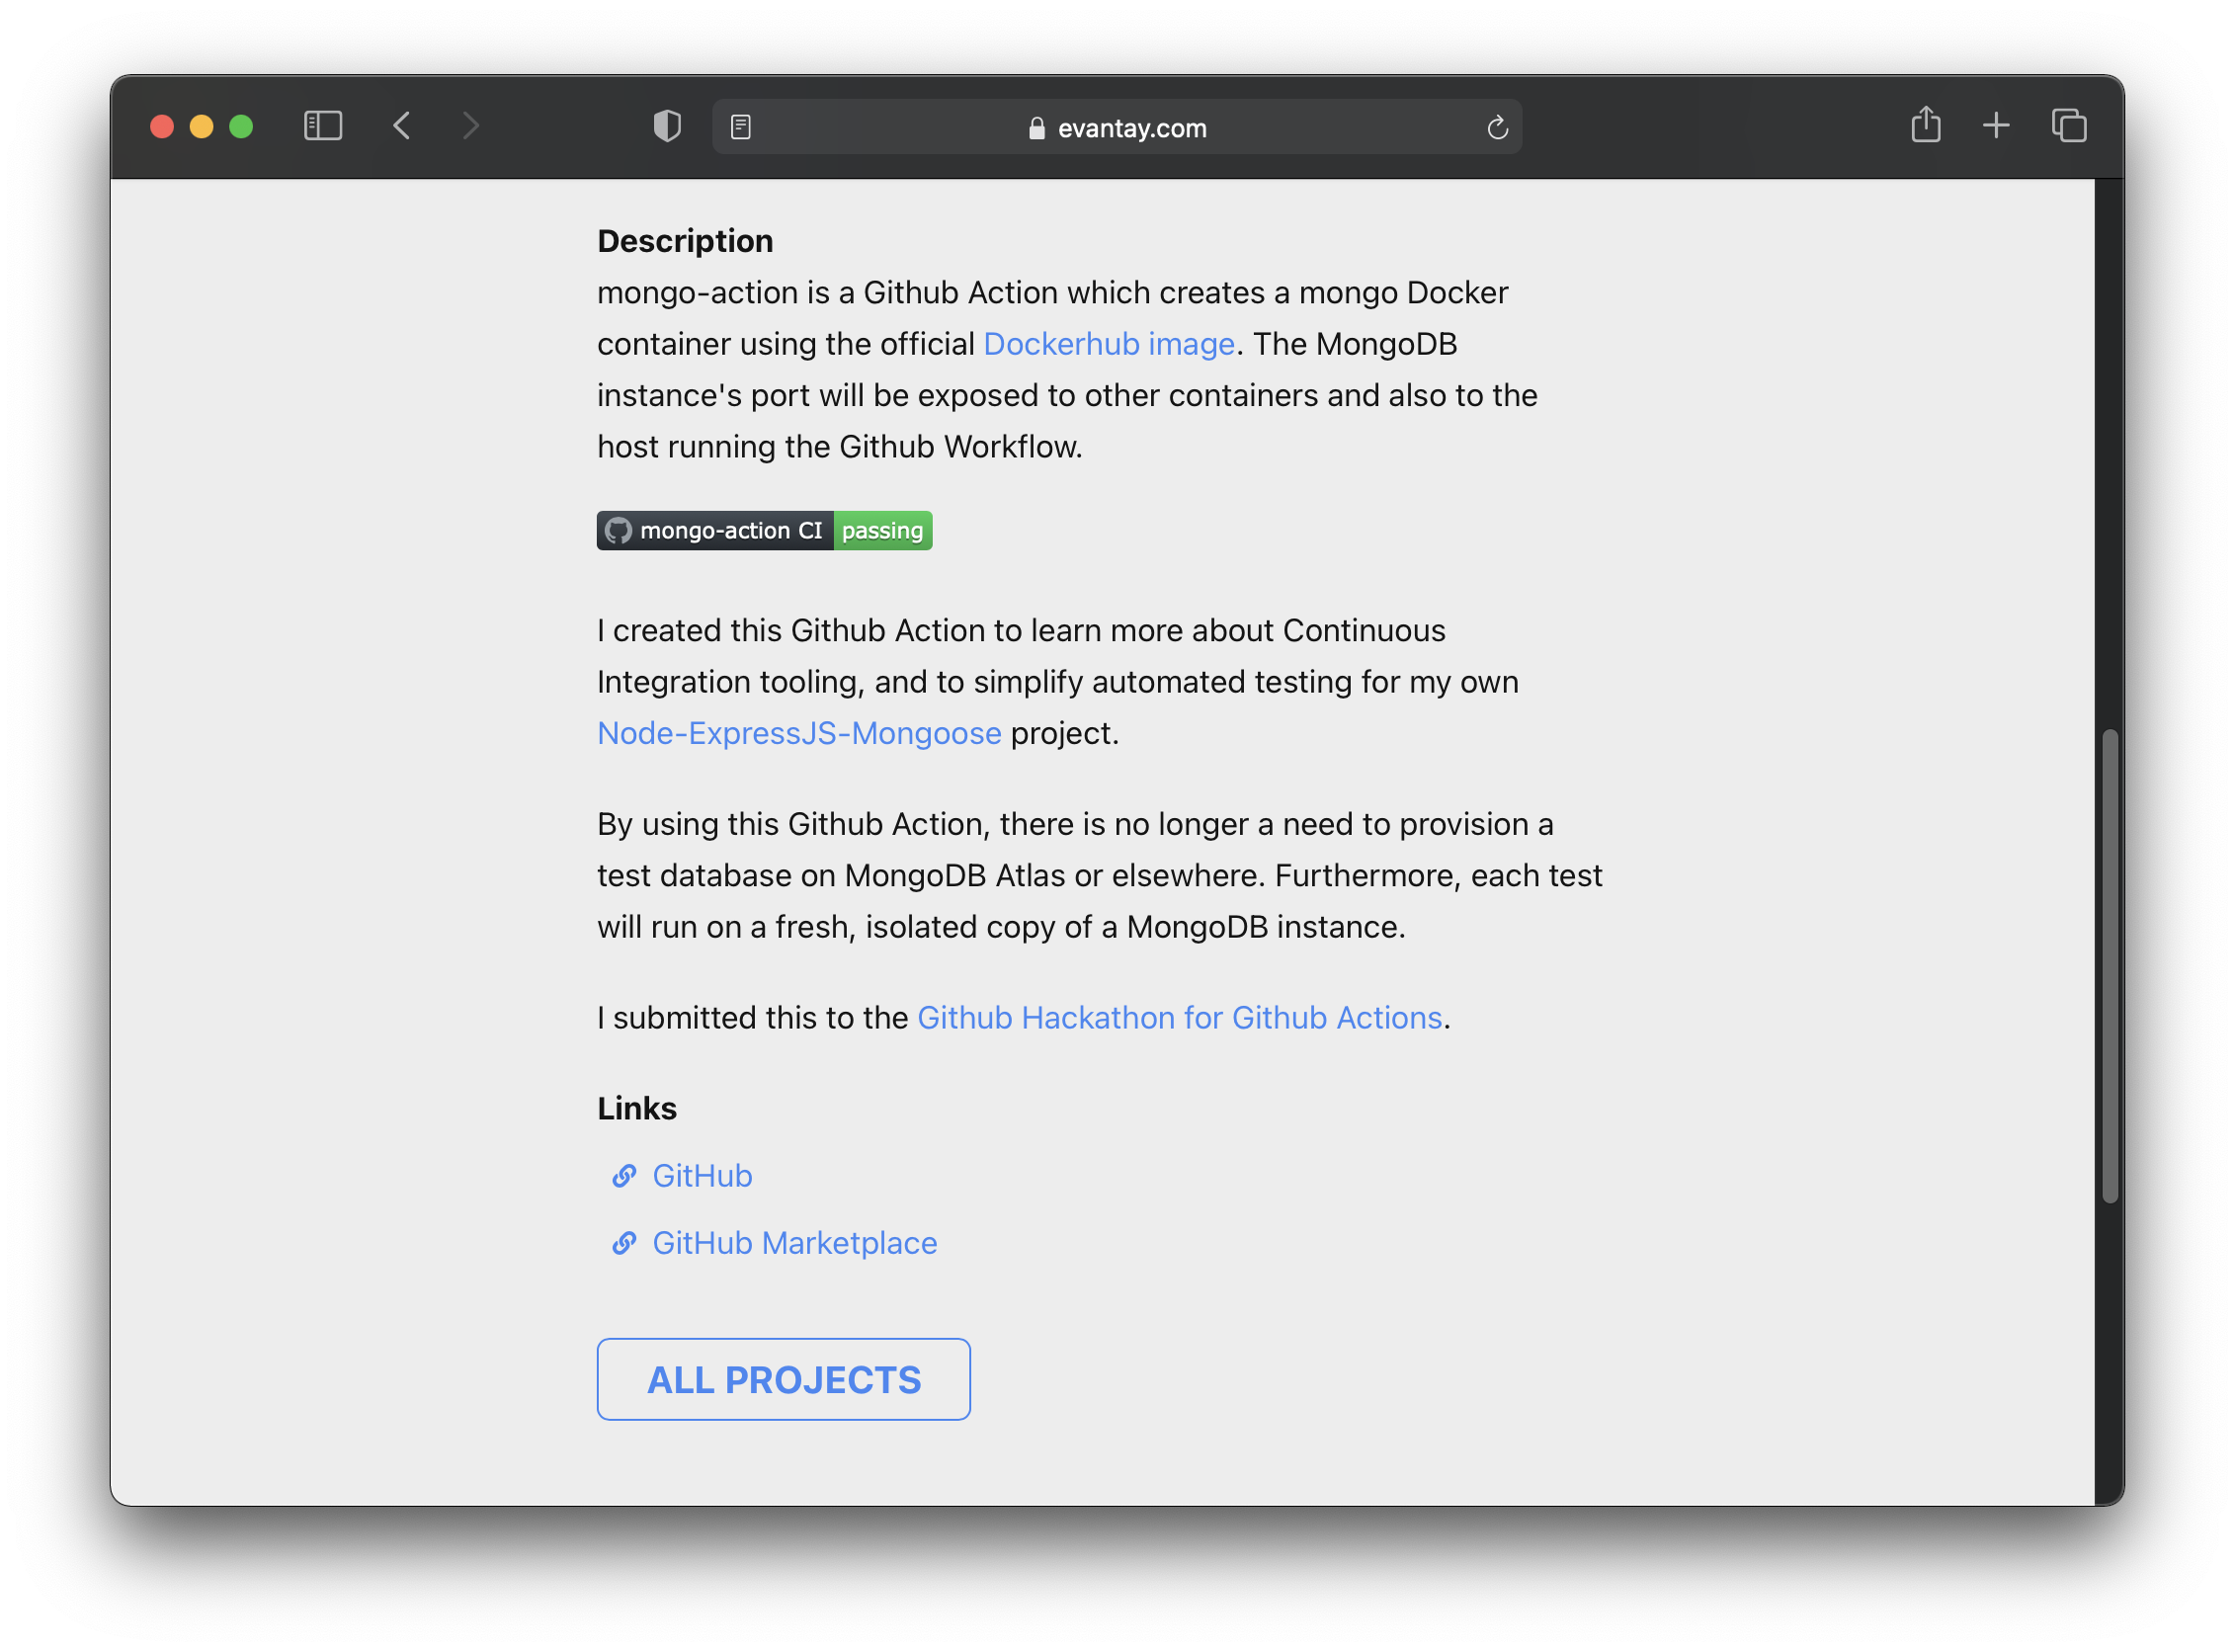 evantay.com
Description
mongo-action is a Github Action which creates a mongo Docker
container using the official Dockerhub image. The MongoDB
instance's port will be exposed to other containers and also to the
host running the Github Workflow.
mongo-action CI passing
I created this Github Action to learn more about Continuous
Integration tooling, and to simplify automated testing for my own
Node-ExpressJS-Mongoose project.
By using this Github Action, there is no longer a need to provision a
test database on MongoDB Atlas or elsewhere. Furthermore, each test
will run on a fresh, isolated copy of a MongoDB instance.
I submitted this to the Github Hackathon for Github Actions.
Links
GitHub
GitHub Marketplace
ALL PROJECTS